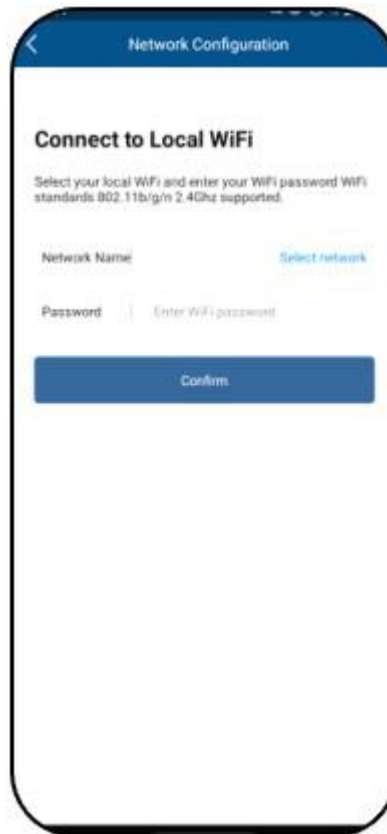 Network Configuration
Connect to Local WiFi
Select your local WiFi and enter your WiFi password WiFi
standards 802.11b/g/n 2.4Ghz supported.
Network Name Select network
Password Enter WiFi password
Confirm